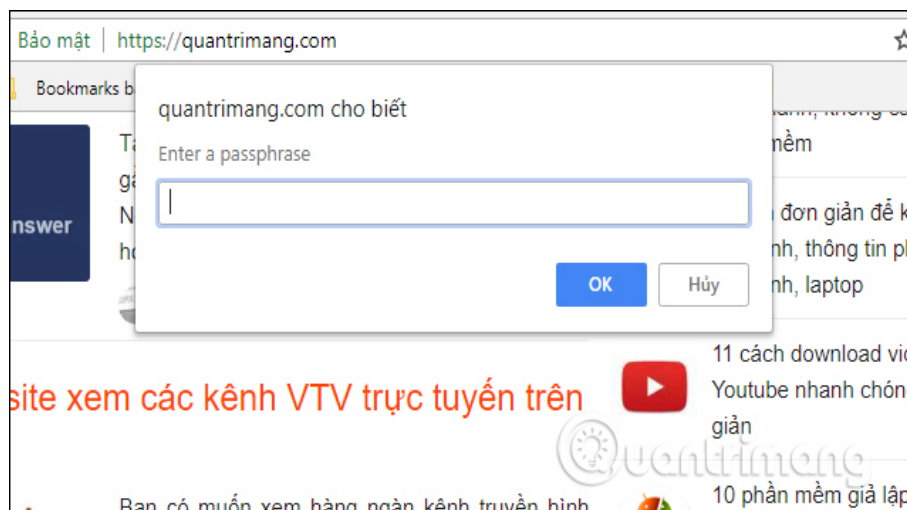 Bảo mật | https://quantrimang.com
Bookmarks b
quantrimang.com cho biết
Enter a passphrase
OK
Hủy
nswer
mềm
đơn giản để k
nh, thông tin
nh, laptop
site xem các kênh VTV trực tuyến trên
11 cách download
Youtube nhanh chón
giản
Quantrimang
Bạn có muốn xem hàng ngàn kênh truyền hình
10 phần mềm giả lập